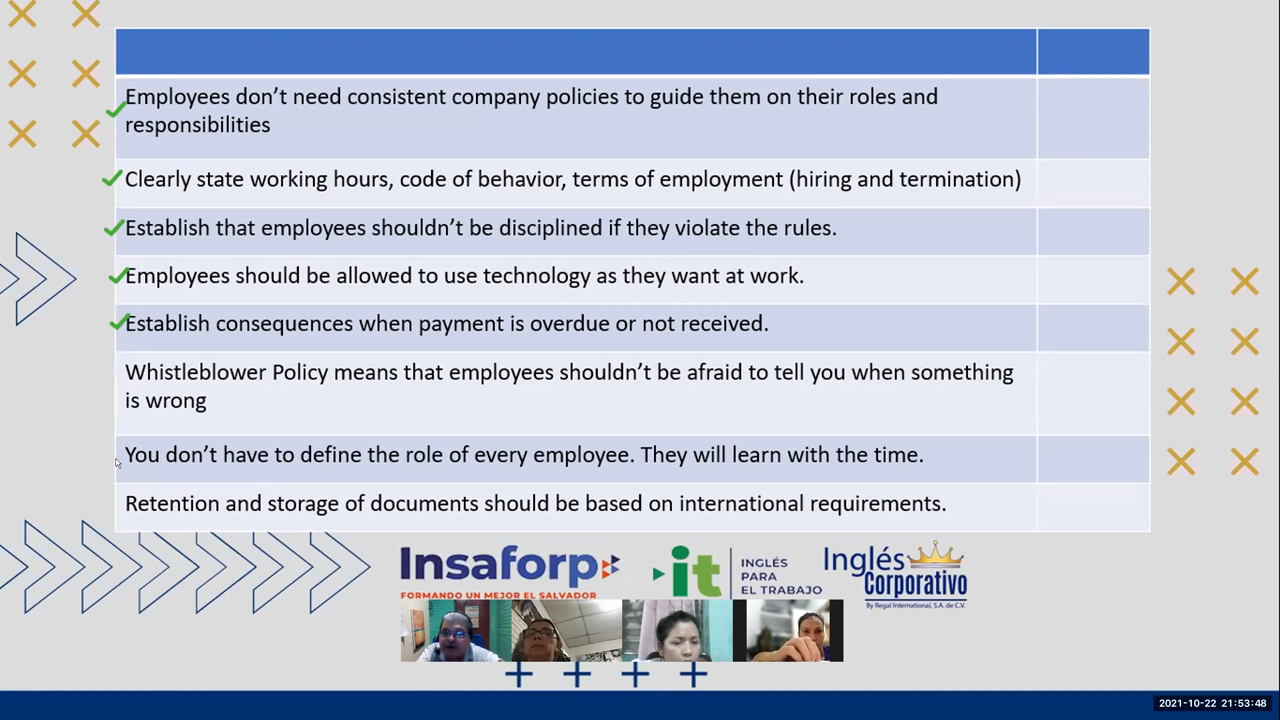 Employees don't need consistent company policies to guide them on their roles and
responsibilities
Clearly state working hours, code of behavior, terms of employment (hiring and termination)
Establish that employees shouldn't be disciplined if they violate the rules.
Employees should be allowed to use technology as they want at work.
Establish consequences when payment is overdue or not received.
Whistleblower Policy means that employees shouldn't be afraid to tell you when something
is wrong
You don't have to define the role of every employee. They will learn with the time.
Retention and storage of documents should be based on international requirements.
Insaforp
FORMANDO UN MEJOR EL SALVADOR
it
INGLÉS
PARA
EL TRABAJO
Inglés
Corporativo
By Regal International, S.A. de C.V.
2021-10-22 21:53:48